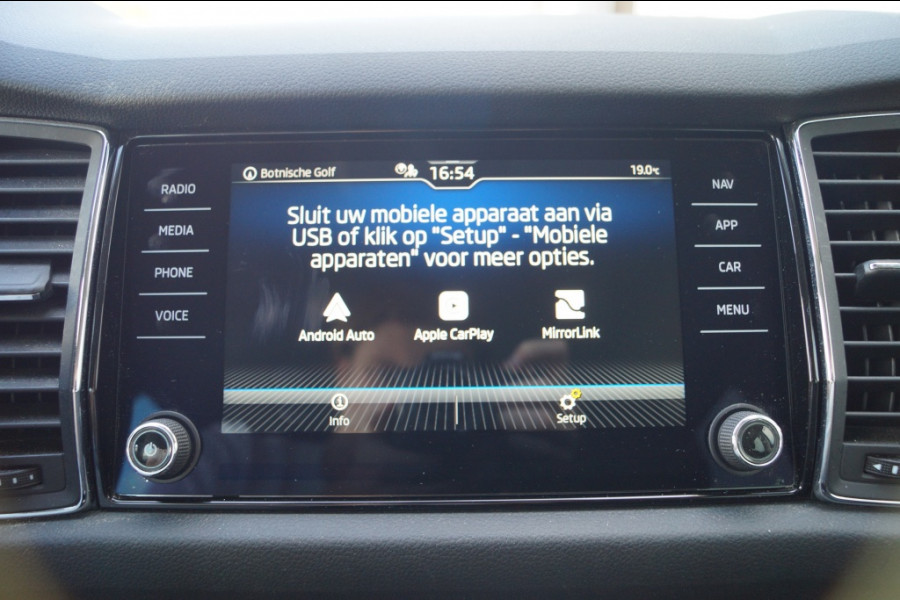 Botnische Golf 16:54 19.0°C
RADIO
MEDIA
PHONE
VOICE
Sluit uw mobiele apparaat aan via
USB of klik op "Setup" - "Mobiele
apparaten" voor meer opties.
Android Auto Apple CarPlay MirrorLink
Info Setup
NAV
APP
CAR
MENU